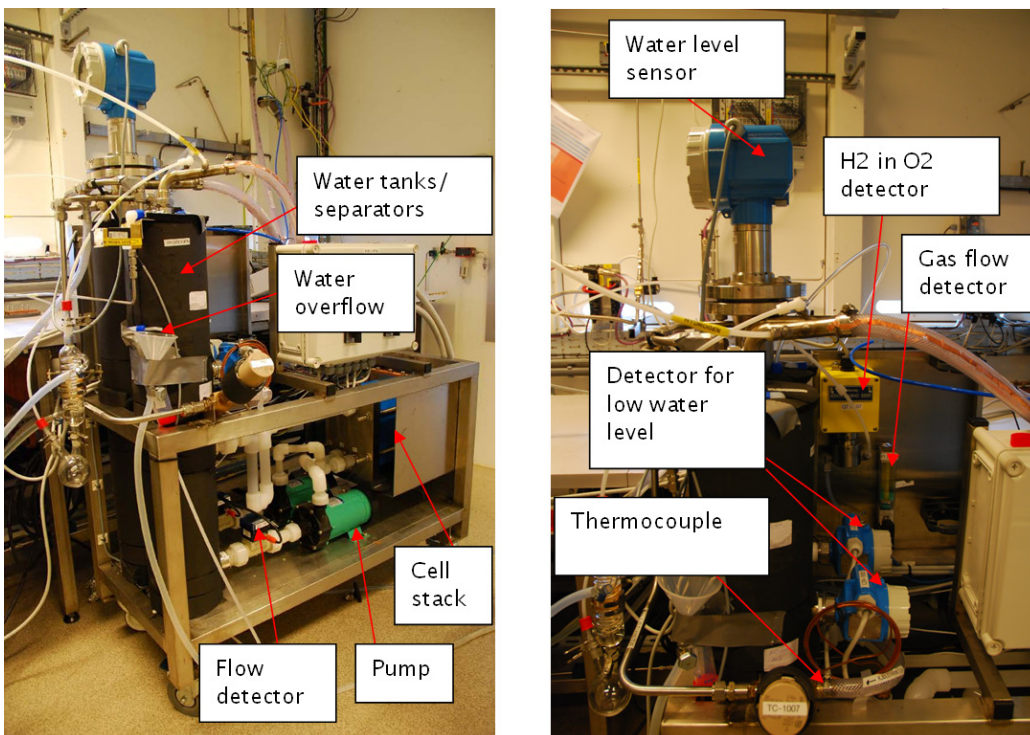 Water tanks/
separators
Water
overflow
Cell
stack
Flow
detector
Pump
Water level
sensor
H2 in O2
detector
Gas flow
detector
Detector for
low water
level
Thermocouple
TC-1007